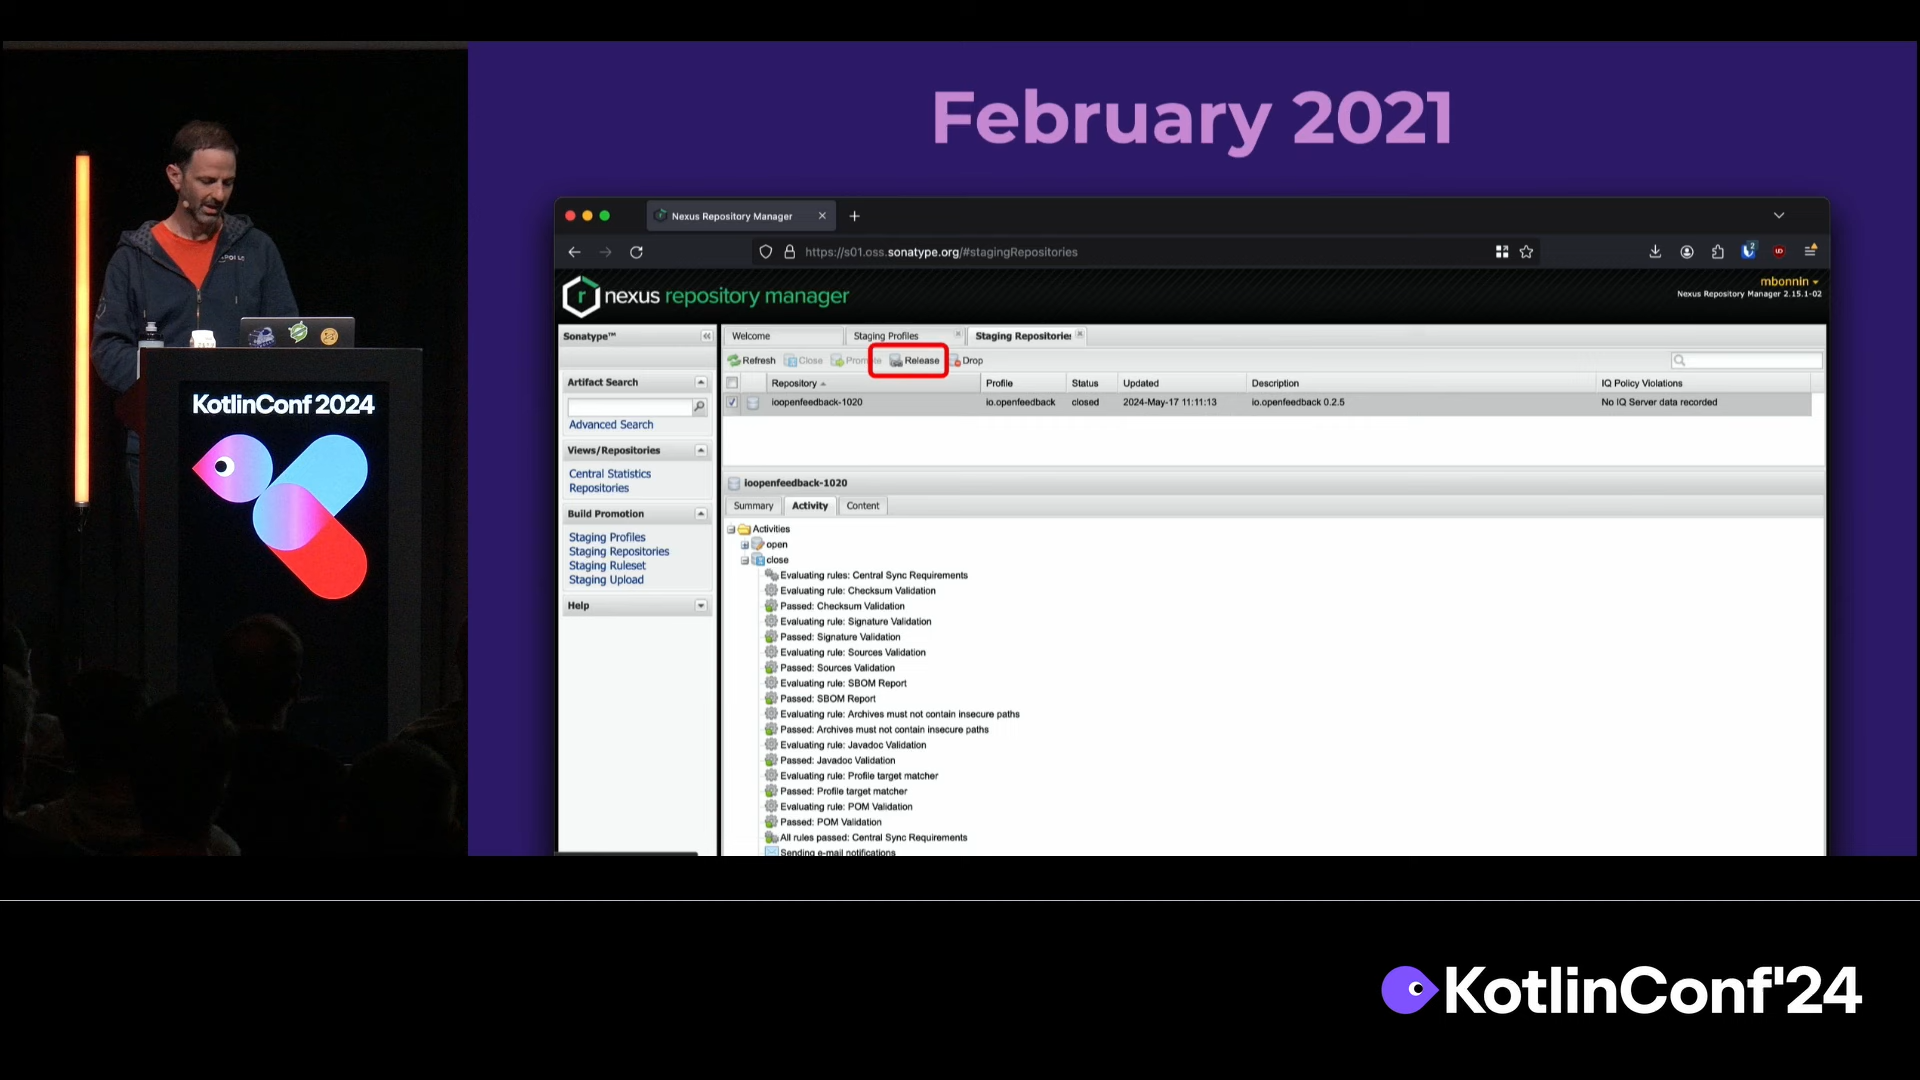 February 2021
Nexus Repository Manager
https://s01.oss.sonatype.org/#stagingRepositories
2
nexus repository manager
mbonnin
Nexus Repository Manager 2.15.1-02
Sonatype™
Welcome
Staging Profiles
Staging Repositories
Refresh
Close
Release
Drop
Artifact Search
Advanced Search
Views/Repositories
Central Statistics
Repositories
Build Promotion
Staging Profiles
Staging Repositories
Staging Ruleset
Staging Upload
Help
Repository Profile Status Updated Description IQ Policy Violations
ioopenfeedback-1020 io.openfeedback closed 2024-May-17 11:11:13 io.openfeedback 0.2.5 No IQ Server data recorded
ioopenfeedback-1020
Summary Activity Content
Activities
open
close
Evaluating rules: Central Sync Requirements
Evaluating rule: Checksum Validation
Passed: Checksum Validation
Evaluating rule: Signature Validation
Passed: Signature Validation
Evaluating rule: Sources Validation
Passed: Sources Validation
Evaluating rule: SBOM Report
Passed: SBOM Report
Evaluating rule: Archives must not contain insecure paths
Passed: Archives must not contain insecure paths
Evaluating rule: Javadoc Validation
Passed: Javadoc Validation
Evaluating rule: Profile target matcher
Passed: Profile target matcher
Evaluating rule: POM Validation
Passed: POM Validation
All rules passed: Central Sync Requirements
Sending e-mail notifications
KotlinConf 2024
KotlinConf'24